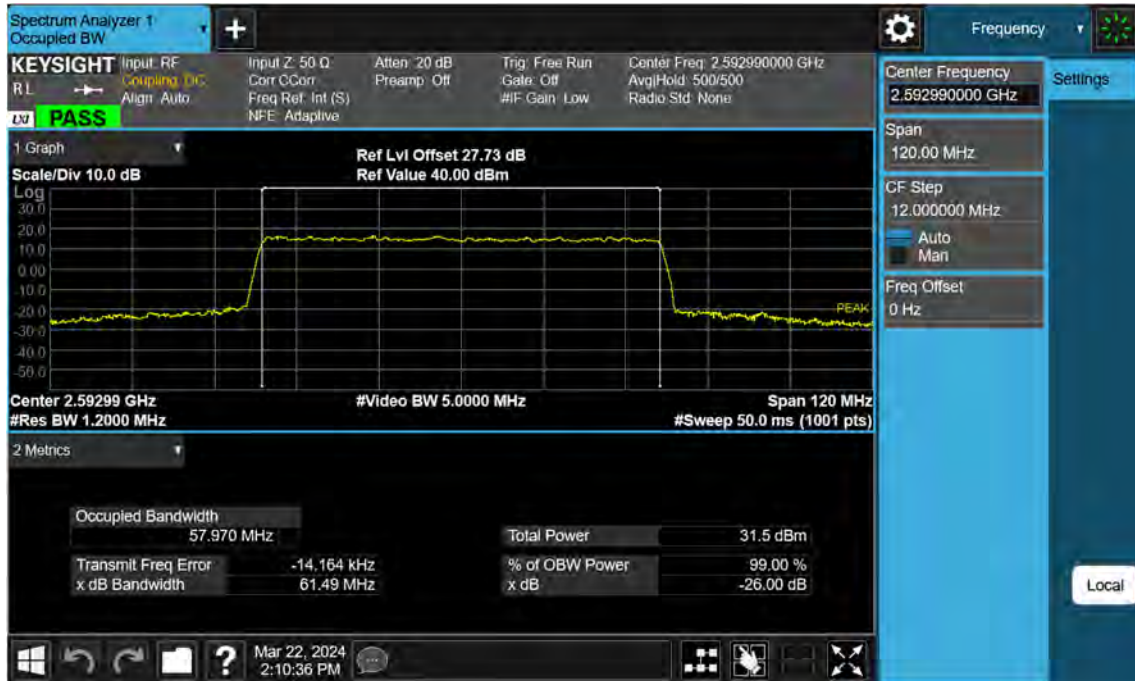 Spectrum Analyzer 1
Occupied BW
Frequency
KEYSIGHT
RL
LXI
PASS
Input: RF
Coupling: DC
Align: Auto
Input Z: 50 Ω
Corr CCorr
Freq Ref: Int (S)
NFE: Adaptive
Atten: 20 dB
Preamp: Off
Trig: Free Run
Gate: Off
#IF Gain: Low
Center Freq: 2.592990000 GHz
Avg|Hold: 500/500
Radio Std: None
Center Frequency
2.592990000 GHz
Settings
Span
120.00 MHz
CF Step
12.000000 MHz
Auto
Man
Freq Offset
0 Hz
1 Graph
Scale/Div 10.0 dB
Ref Lvl Offset 27.73 dB
Ref Value 40.00 dBm
Log
30.0
20.0
10.0
0.00
-10.0
-20.0
-30.0
-40.0
-50.0
PEAK
Center 2.59299 GHz
#Video BW 5.0000 MHz
Span 120 MHz
#Res BW 1.2000 MHz
#Sweep 50.0 ms (1001 pts)
2 Metrics
Occupied Bandwidth
57.970 MHz
Total Power 31.5 dBm
Transmit Freq Error -14.164 kHz
% of OBW Power 99.00 %
x dB Bandwidth 61.49 MHz
x dB -26.00 dB
Local
?
Mar 22, 2024
2:10:36 PM